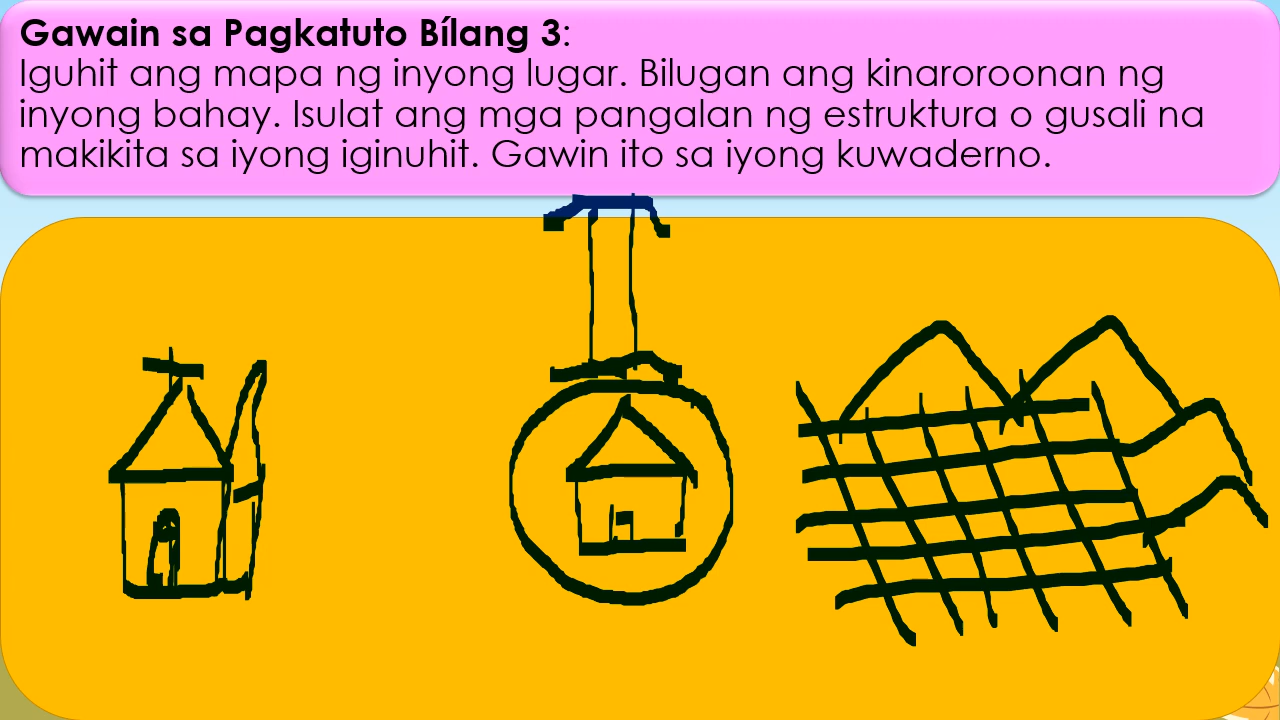 Gawain sa Pagkatuto Bílang 3:
Iguhit ang mapa ng inyong lugar. Bilugan ang kinaroroonan ng
inyong bahay. Isulat ang mga pangalan ng estruktura o gusali na
makikita sa iyong iginuhit. Gawin ito sa iyong kuwaderno.